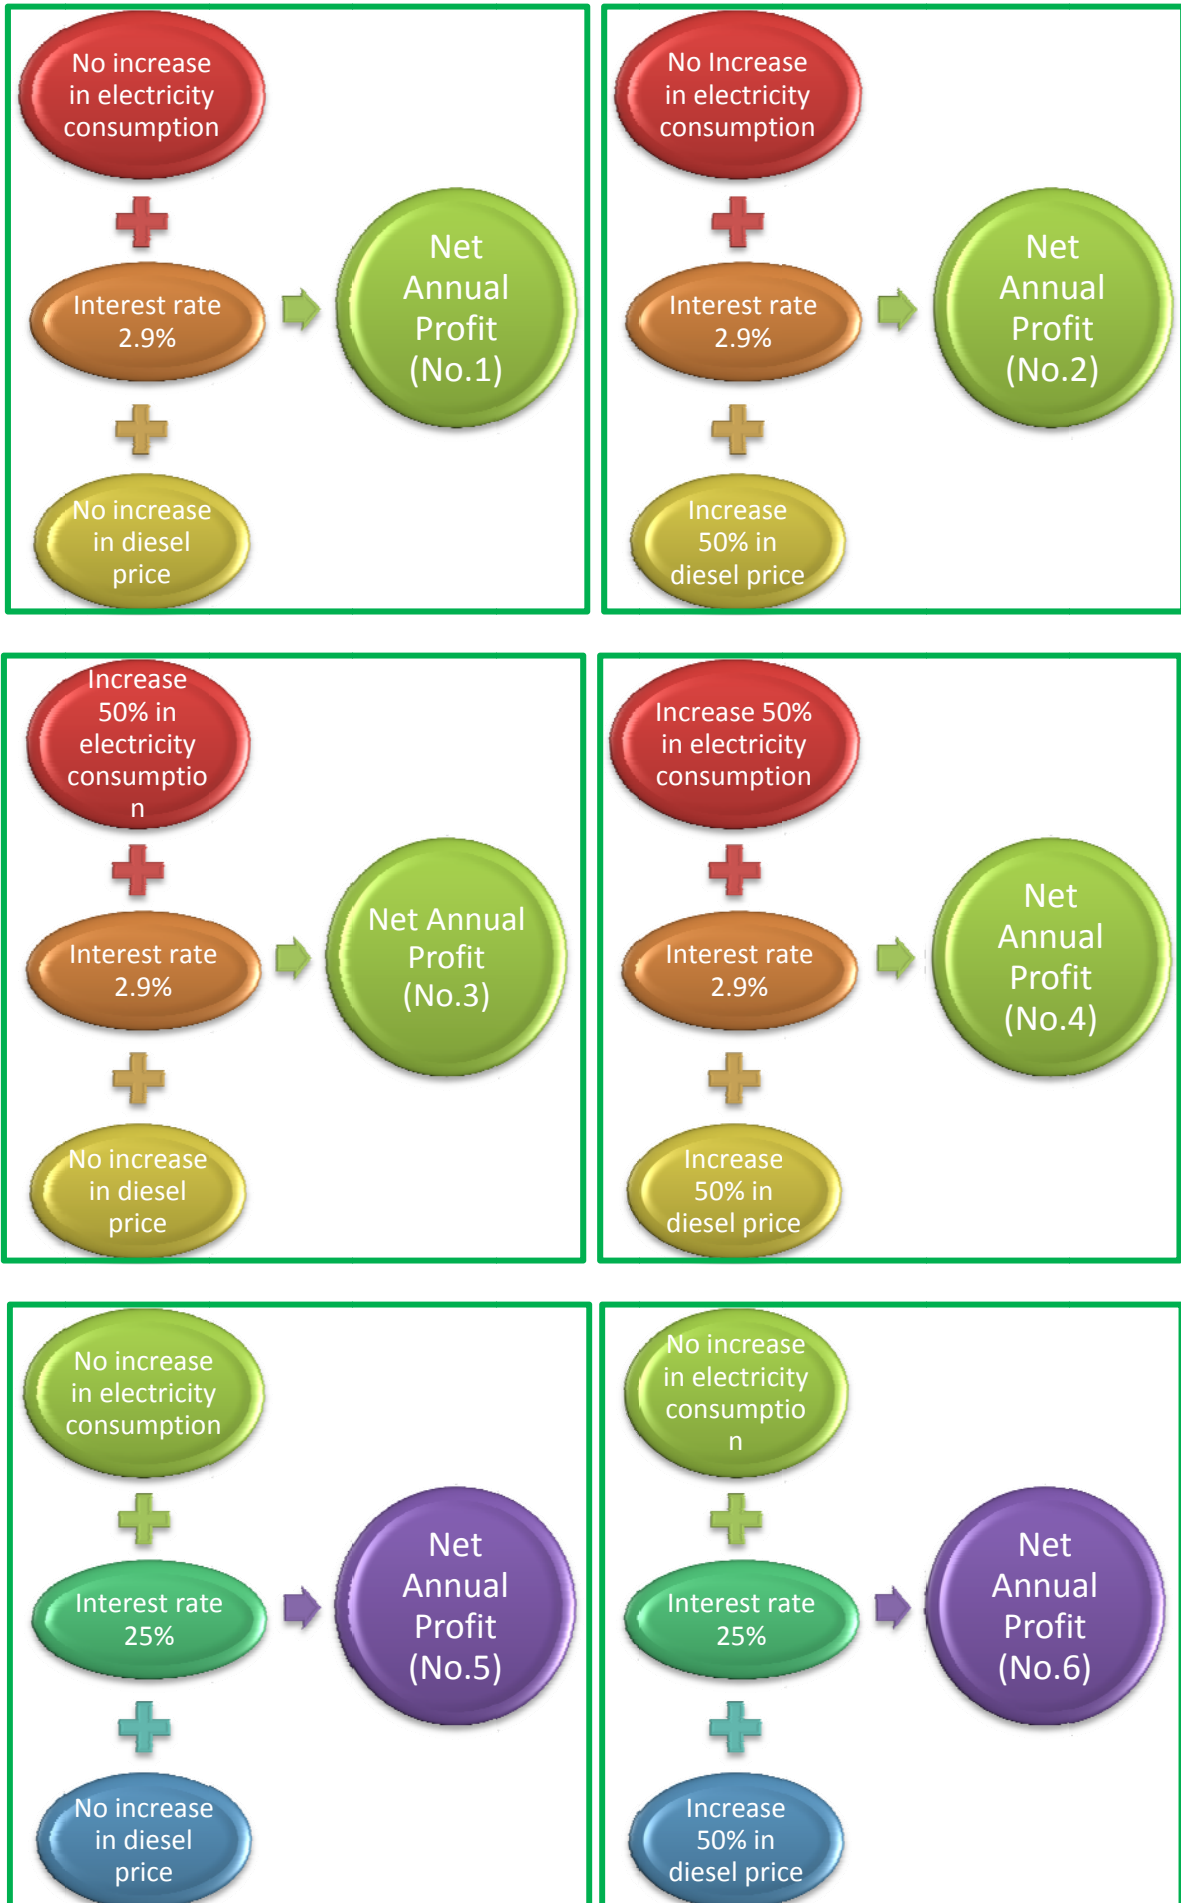 No increase
in electricity
consumption
Interest rate
2.9%
No increase
in diesel
price
Net
Annual
Profit
(No.1)
No Increase
in electricity
consumption
Interest rate
2.9%
Increase
50% in
diesel price
Net
Annual
Profit
(No.2)
Increase
50% in
electricity
consumptio
n
Interest rate
2.9%
No increase
in diesel
price
Net Annual
Profit
(No.3)
Increase 50%
in electricity
consumption
Interest rate
2.9%
Increase
50% in
diesel price
Net
Annual
Profit
(No.4)
No increase
in electricity
consumption
Interest rate
25%
No increase
in diesel
price
Net
Annual
Profit
(No.5)
No increase
in electricity
consumptio
n
Interest rate
25%
Increase
50% in
diesel price
Net
Annual
Profit
(No.6)